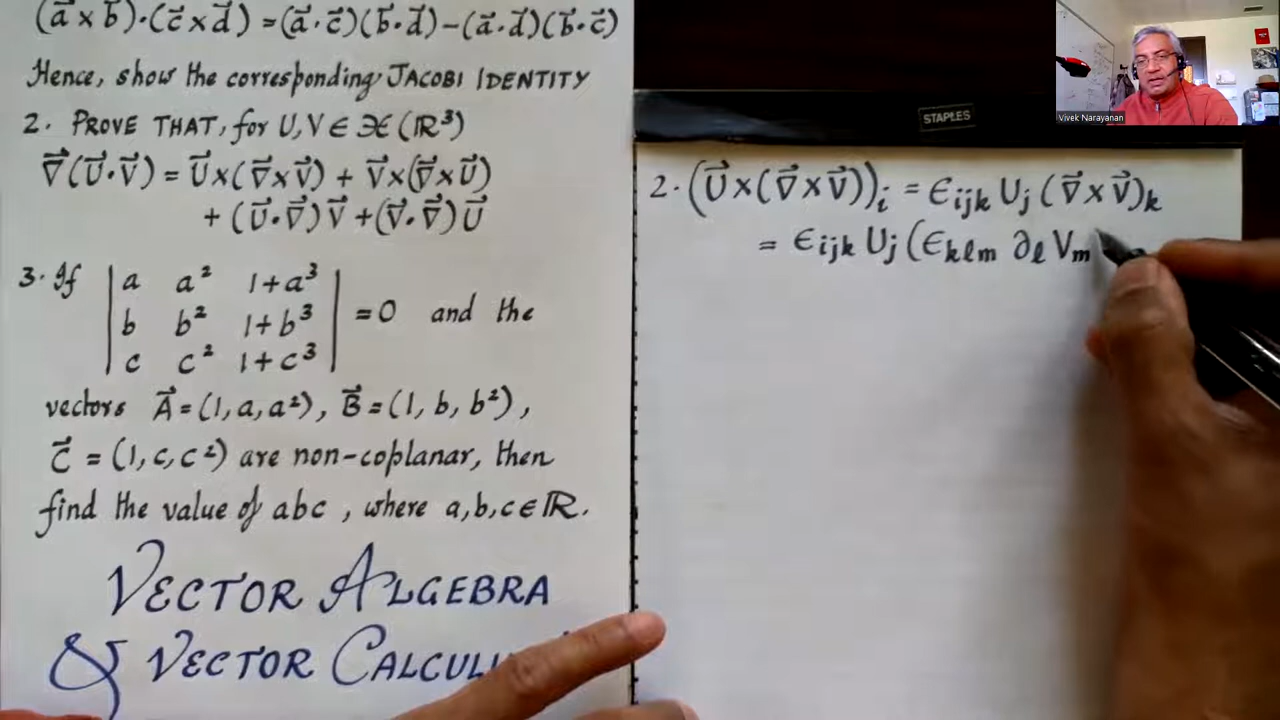 (a⃗ × b⃗)·(c⃗ × d⃗) = (a⃗·c⃗)(b⃗·d⃗) − (a⃗·d⃗)(b⃗·c⃗)
Hence, show the corresponding JACOBI IDENTITY
2. PROVE THAT, for U, V ∈ 𝔛(ℝ³)
∇⃗(U⃗·V⃗) = U⃗×(∇⃗×V⃗) + V⃗×(∇⃗×U⃗)
+ (U⃗·∇⃗)V⃗ + (V⃗·∇⃗)U⃗
3. If | a a² 1+a³ |
| b b² 1+b³ | = 0 and the
| c c² 1+c³ |
vectors A⃗ = (1, a, a²), B⃗ = (1, b, b²),
C⃗ = (1, c, c²) are non-coplanar, then
find the value of abc, where a, b, c ∈ ℝ.
VECTOR ALGEBRA
& VECTOR
STAPLES
2. (U⃗×(∇⃗×V⃗))ᵢ = ϵᵢⱼₖ Uⱼ (∇⃗×V⃗)ₖ
= ϵᵢⱼₖ Uⱼ (ϵₖₗₘ ∂ₗ Vₘ
Vivek Narayanan